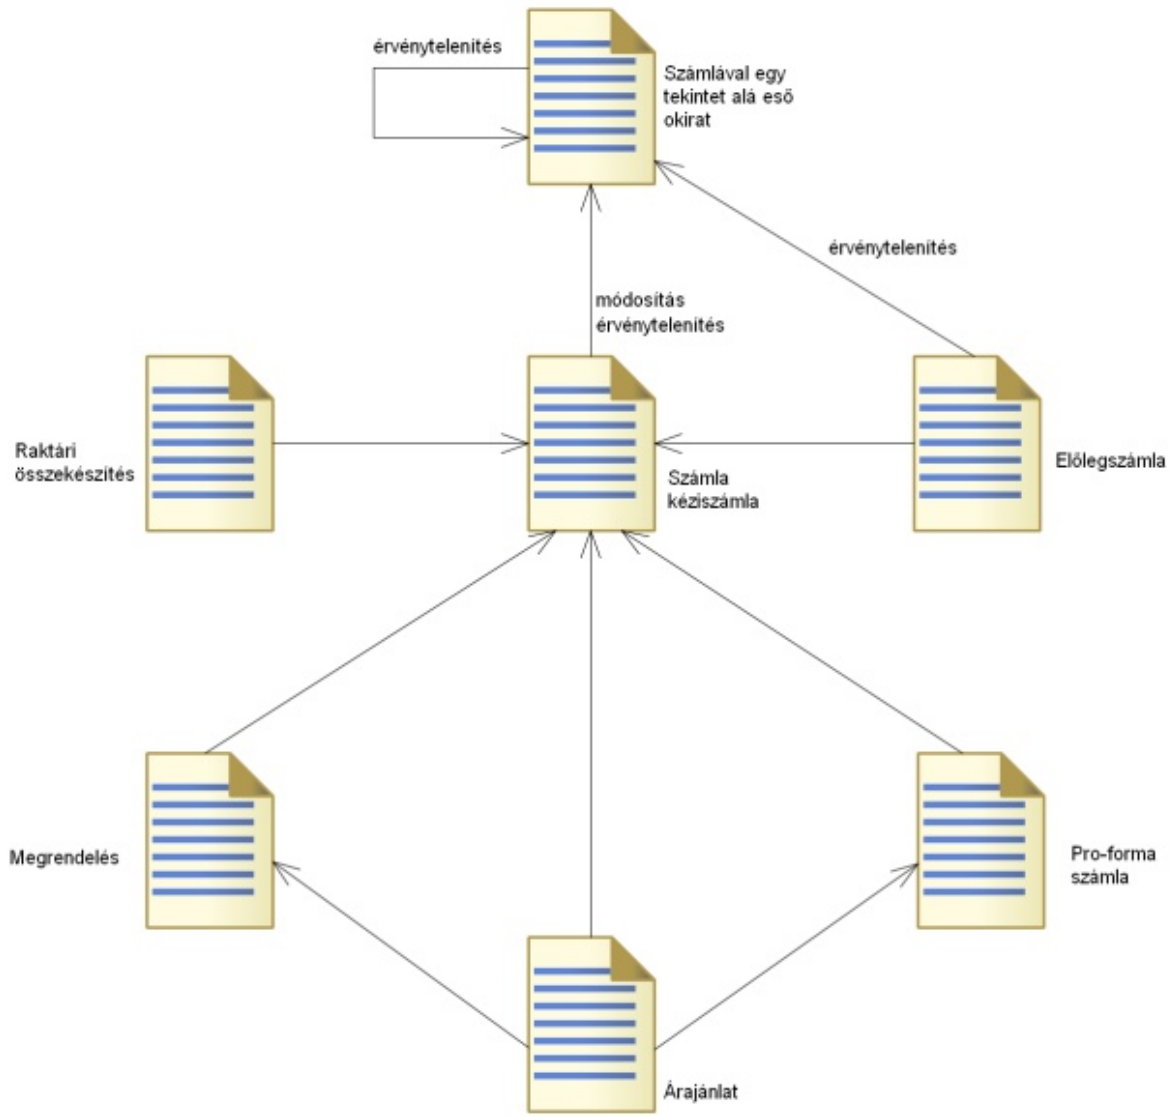 érvénytelenítés
Számlával egy
tekintet alá eső
okirat
érvénytelenítés
módosítás
érvénytelenítés
Raktári
összekészítés
Számla
kéziszámla
Előlegszámla
Megrendelés
Pro-forma
számla
Árajánlat